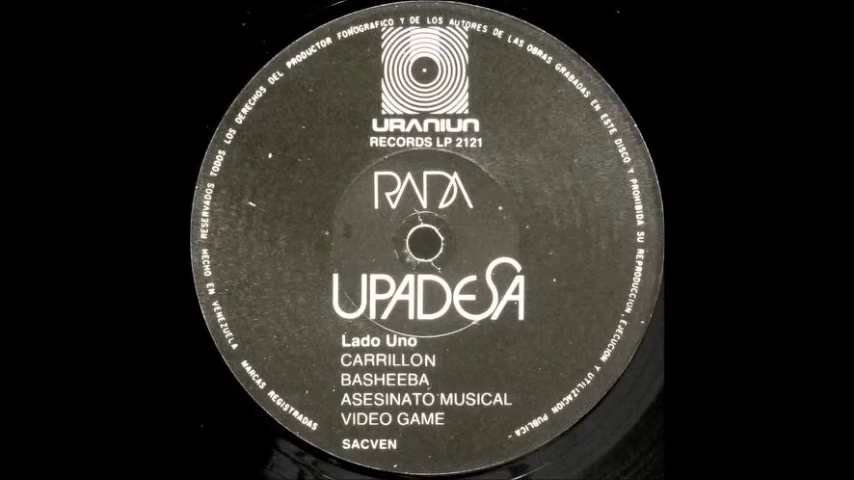 HECHO EN VENEZUELA RESERVADOS TODOS LOS DERECHOS DEL PRODUCTOR FONOGRAFICO Y DE LOS AUTORES DE LAS OBRAS GRABADAS EN ESTE DISCO Y PROHIBIDA SU REPRODUCCION, EJECUCION Y UTILIZACION PUBLICA -
URANIUN
RECORDS LP 2121
RADA
UPADESA
Lado Uno
CARRILLON
BASHEEBA
ASESINATO MUSICAL
VIDEO GAME
SACVEN
MARCAS REGISTRADAS